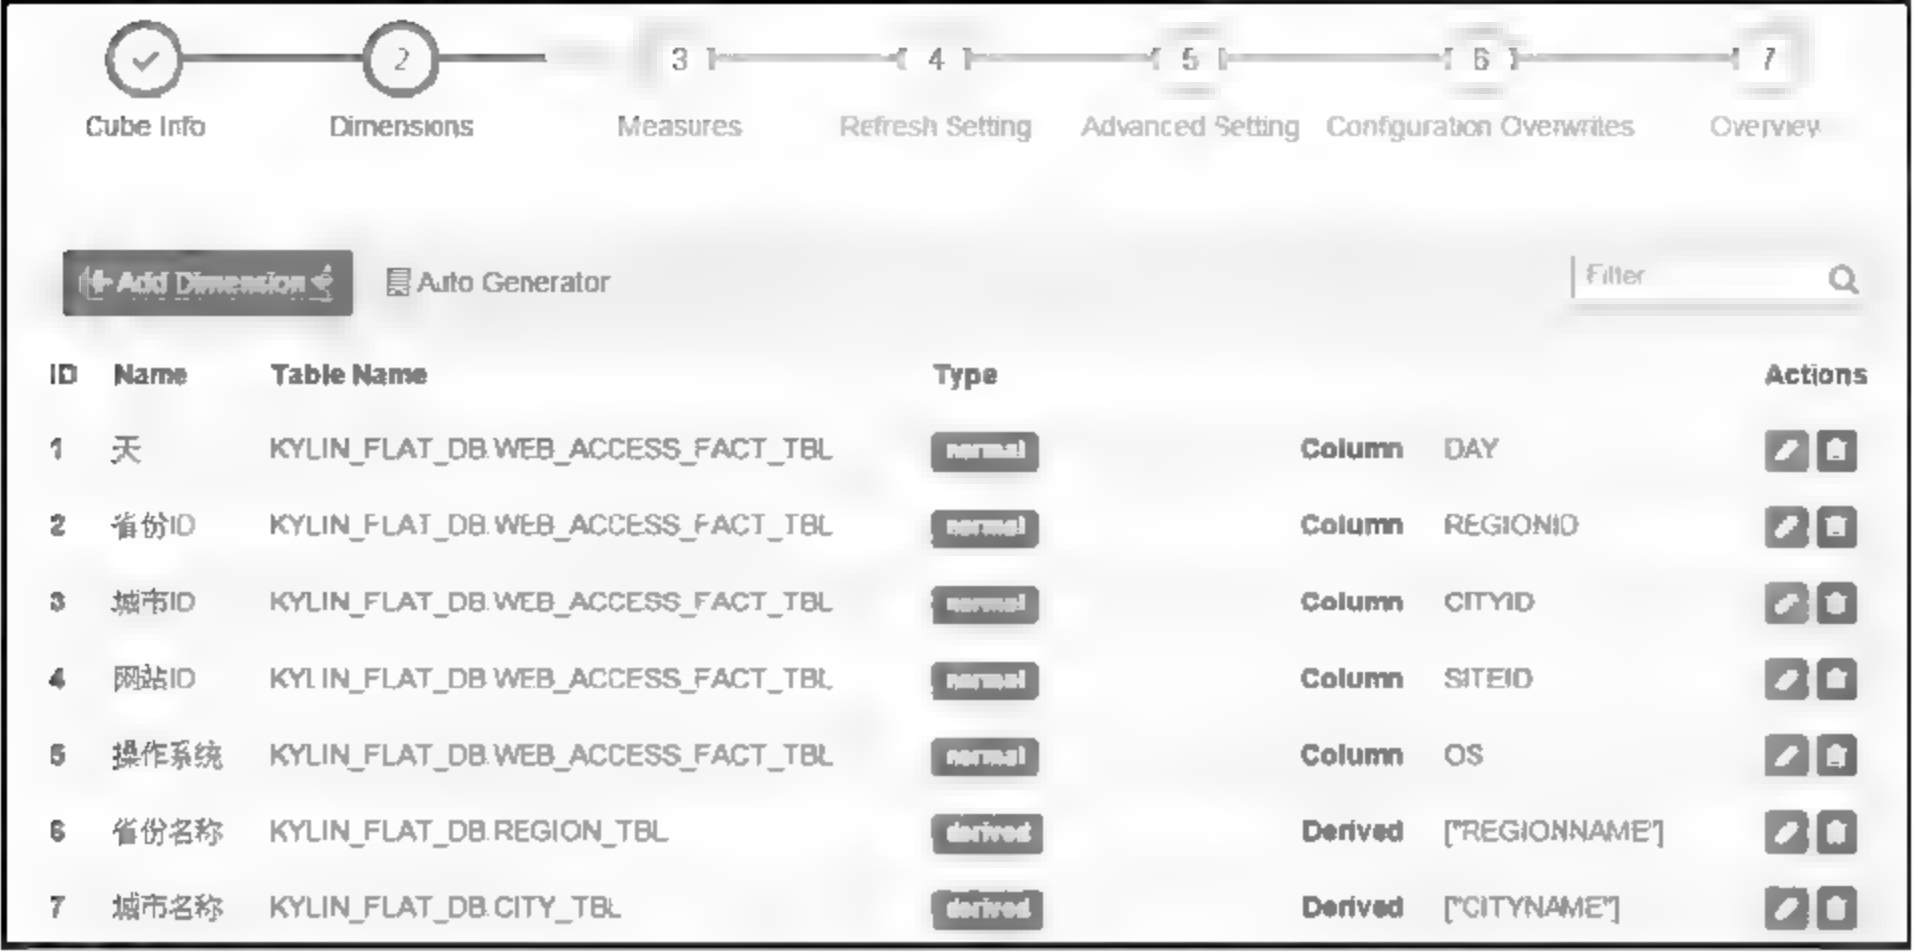 2 3 4 5 6 7
Cube Info Dimensions Measures Refresh Setting Advanced Setting Configuration Overwrites Overview
Add Dimension Auto Generator Filter
ID Name Table Name Type Actions
1 天 KYLIN_FLAT_DB.WEB_ACCESS_FACT_TBL normal Column DAY
2 省份ID KYLIN_FLAT_DB.WEB_ACCESS_FACT_TBL normal Column REGIONID
3 城市ID KYLIN_FLAT_DB.WEB_ACCESS_FACT_TBL normal Column CITYID
4 网站ID KYLIN_FLAT_DB.WEB_ACCESS_FACT_TBL normal Column SITEID
5 操作系统 KYLIN_FLAT_DB.WEB_ACCESS_FACT_TBL normal Column OS
6 省份名称 KYLIN_FLAT_DB.REGION_TBL derived Derived ["REGIONNAME"]
7 城市名称 KYLIN_FLAT_DB.CITY_TBL derived Derived ["CITYNAME"]